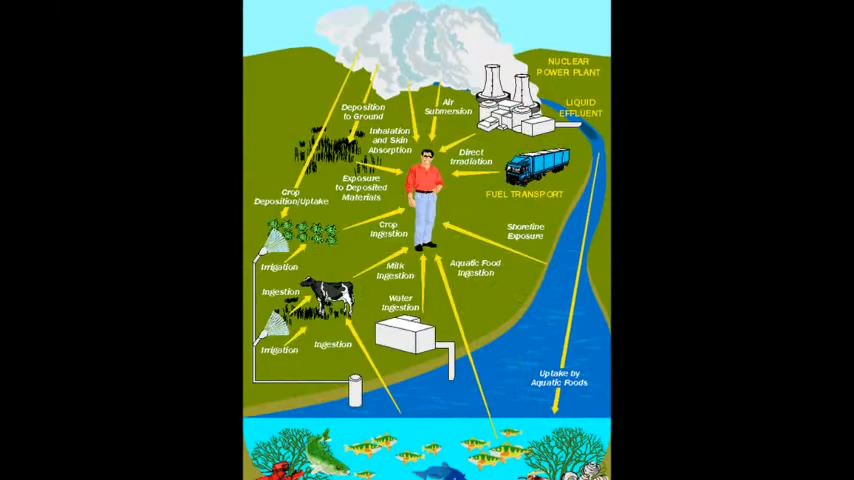 NUCLEAR
POWER PLANT
LIQUID
EFFLUENT
Air
Submersion
Deposition
to Ground
Inhalation
and Skin
Absorption
Direct
Irradiation
Exposure
to Deposited
Materials
FUEL TRANSPORT
Crop
Deposition/Uptake
Crop
Ingestion
Shoreline
Exposure
Irrigation
Milk
Ingestion
Aquatic Food
Ingestion
Ingestion
Water
Ingestion
Irrigation
Ingestion
Uptake by
Aquatic Foods